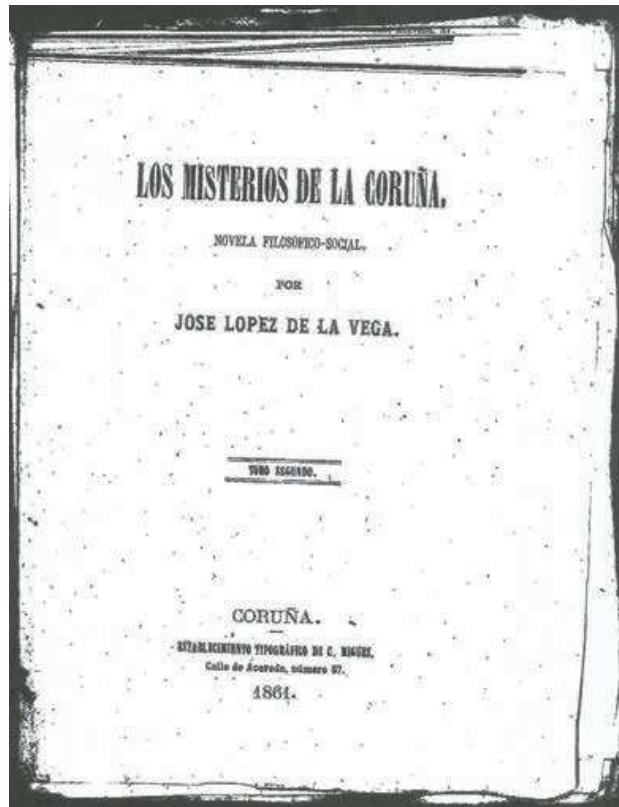 LOS MISTERIOS DE LA CORUÑA.
NOVELA FILOSÓFICO-SOCIAL.
POR
JOSE LOPEZ DE LA VEGA.
TOMO SEGUNDO.
CORUÑA.
ESTABLECIMIENTO TIPOGRÁFICO DE C. MIGUEZ,
Calle de Acevedo, número 67.
1861.